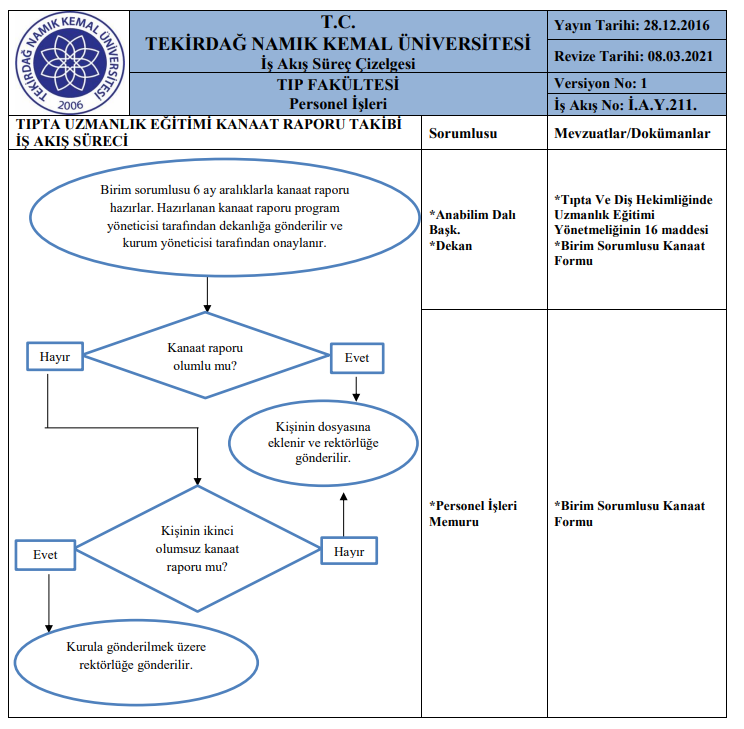 T.C.
TEKİRDAĞ NAMIK KEMAL ÜNİVERSİTESİ
İş Akış Süreç Çizelgesi
TIP FAKÜLTESİ
Personel İşleri
Yayın Tarihi: 28.12.2016
Revize Tarihi: 08.03.2021
Versiyon No: 1
İş Akış No: İ.A.Y.211.
TEKİRDAĞ NAMIK KEMAL ÜNİVERSİTESİ
2006
TIPTA UZMANLIK EĞİTİMİ KANAAT RAPORU TAKİBİ
İŞ AKIŞ SÜRECİ
Sorumlusu
Mevzuatlar/Dokümanlar
Birim sorumlusu 6 ay aralıklarla kanaat raporu
hazırlar. Hazırlanan kanaat raporu program
yöneticisi tarafından dekanlığa gönderilir ve
kurum yöneticisi tarafından onaylanır.
*Anabilim Dalı
Başk.
*Dekan
*Tıpta Ve Diş Hekimliğinde
Uzmanlık Eğitimi
Yönetmeliğinin 16 maddesi
*Birim Sorumlusu Kanaat
Formu
Kanaat raporu
olumlu mu?
Hayır
Evet
Kişinin dosyasına
eklenir ve rektörlüğe
gönderilir.
Kişinin ikinci
olumsuz kanaat
raporu mu?
Evet
Hayır
Kurula gönderilmek üzere
rektörlüğe gönderilir.
*Personel İşleri
Memuru
*Birim Sorumlusu Kanaat
Formu